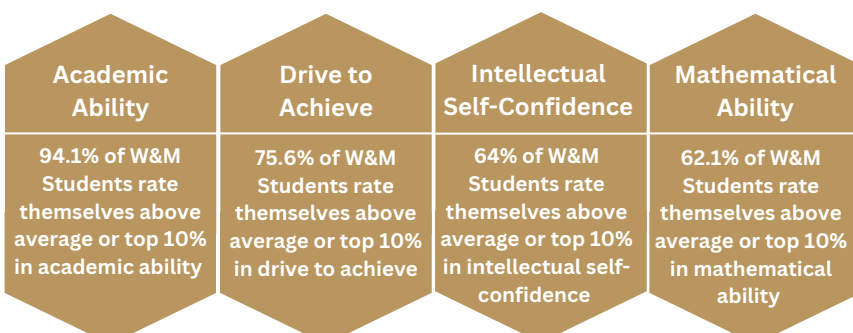 Academic
Ability
94.1% of W&M
Students rate
themselves above
average or top 10%
in academic ability
Drive to
Achieve
75.6% of W&M
Students rate
themselves above
average or top 10%
in drive to achieve
Intellectual
Self-Confidence
64% of W&M
Students rate
themselves above
average or top 10%
in intellectual self-
confidence
Mathematical
Ability
62.1% of W&M
Students rate
themselves above
average or top 10%
in mathematical
ability